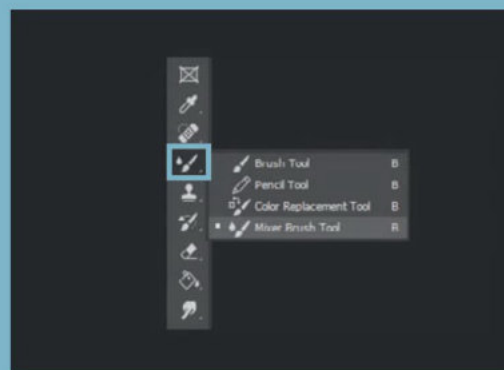 Brush Tool B
Pencil Tool B
Color Replacement Tool B
Mixer Brush Tool B